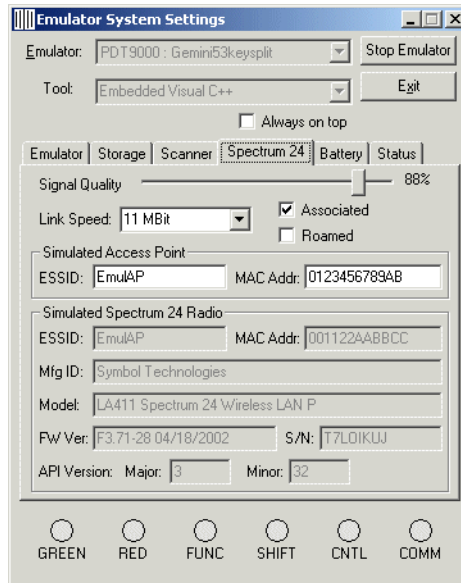 Emulator System Settings
Emulator: PDT9000 : Gemini53keysplit Stop Emulator
Tool: Embedded Visual C++ Exit
Always on top
Emulator Storage Scanner Spectrum 24 Battery Status
Signal Quality 88%
Link Speed: 11 MBit Associated
Roamed
Simulated Access Point
ESSID: EmulAP MAC Addr: 0123456789AB
Simulated Spectrum 24 Radio
ESSID: EmulAP MAC Addr: 001122AABBCC
Mfg ID: Symbol Technologies
Model: LA411 Spectrum 24 Wireless LAN P
FW Ver: F3.71-28 04/18/2002 S/N: T7LOIKUJ
API Version: Major: 3 Minor: 32
GREEN RED FUNC SHIFT CNTL COMM